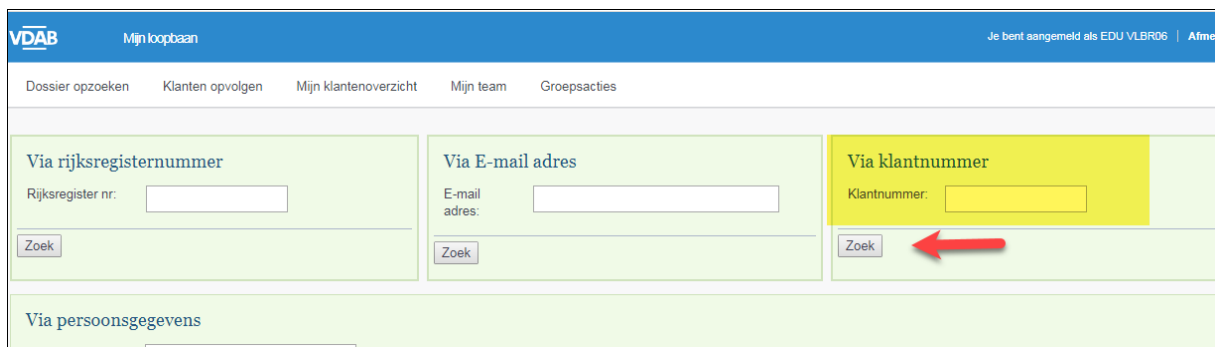 VDAB Mijn loopbaan Je bent aangemeld als EDU VLBR06 | Afme
Dossier opzoeken Klanten opvolgen Mijn klantenoverzicht Mijn team Groepsacties
Via rijksregisternummer
Rijksregister nr:
Zoek
Via E-mail adres
E-mail
adres:
Zoek
Via klantnummer
Klantnummer:
Zoek
Via persoonsgegevens